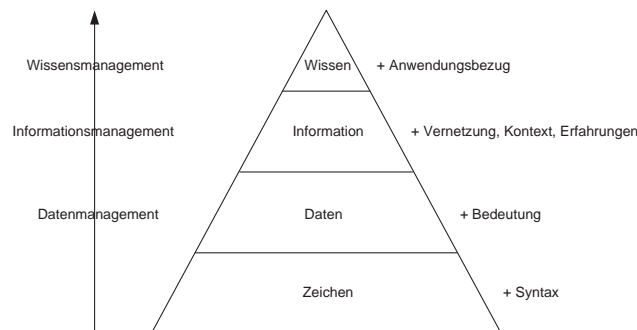 Wissensmanagement Wissen + Anwendungsbezug
Informationsmanagement Information + Vernetzung, Kontext, Erfahrungen
Datenmanagement Daten + Bedeutung
Zeichen + Syntax